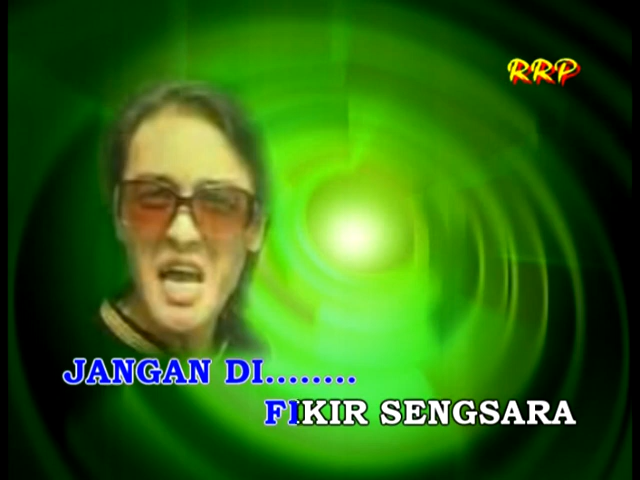 RRP
JANGAN DI........
FIKIR SENGSARA